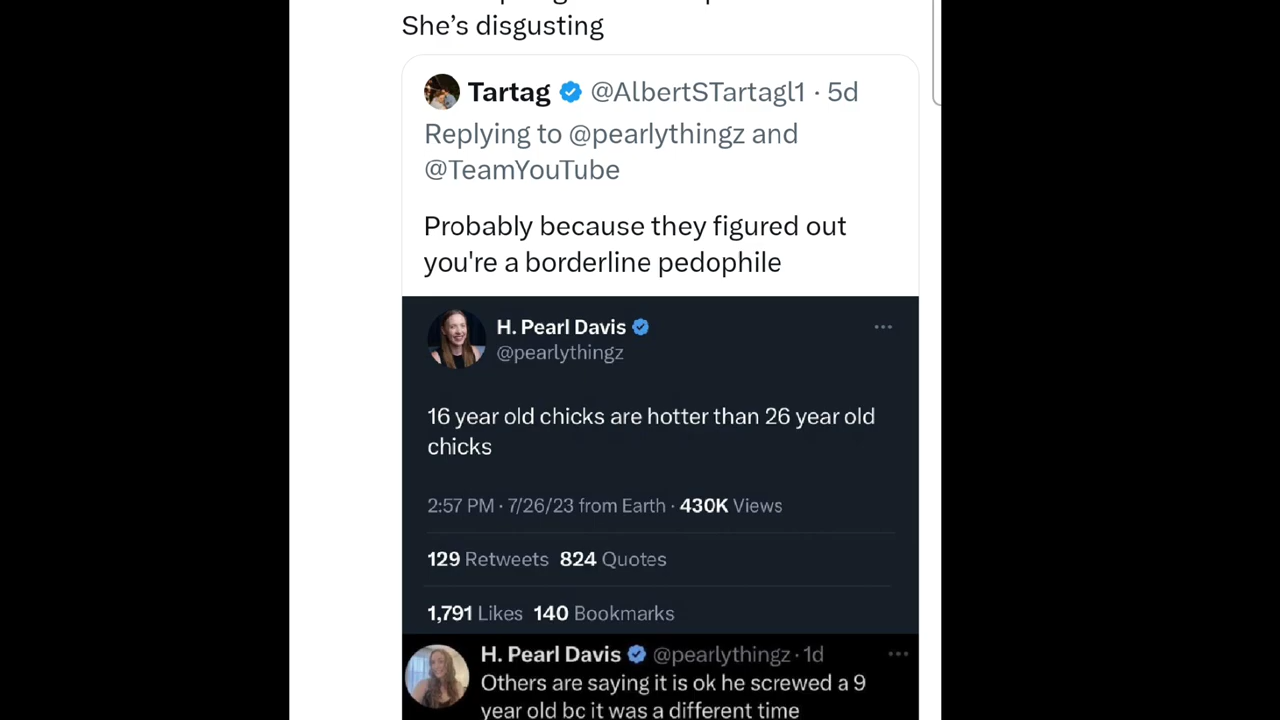 She’s disgusting
Tartag @AlbertSTartagl1 · 5d
Replying to @pearlythingz and
@TeamYouTube
Probably because they figured out
you're a borderline pedophile
H. Pearl Davis
@pearlythingz
16 year old chicks are hotter than 26 year old
chicks
2:57 PM · 7/26/23 from Earth · 430K Views
129 Retweets 824 Quotes
1,791 Likes 140 Bookmarks
H. Pearl Davis @pearlythingz · 1d
Others are saying it is ok he screwed a 9
year old bc it was a different time